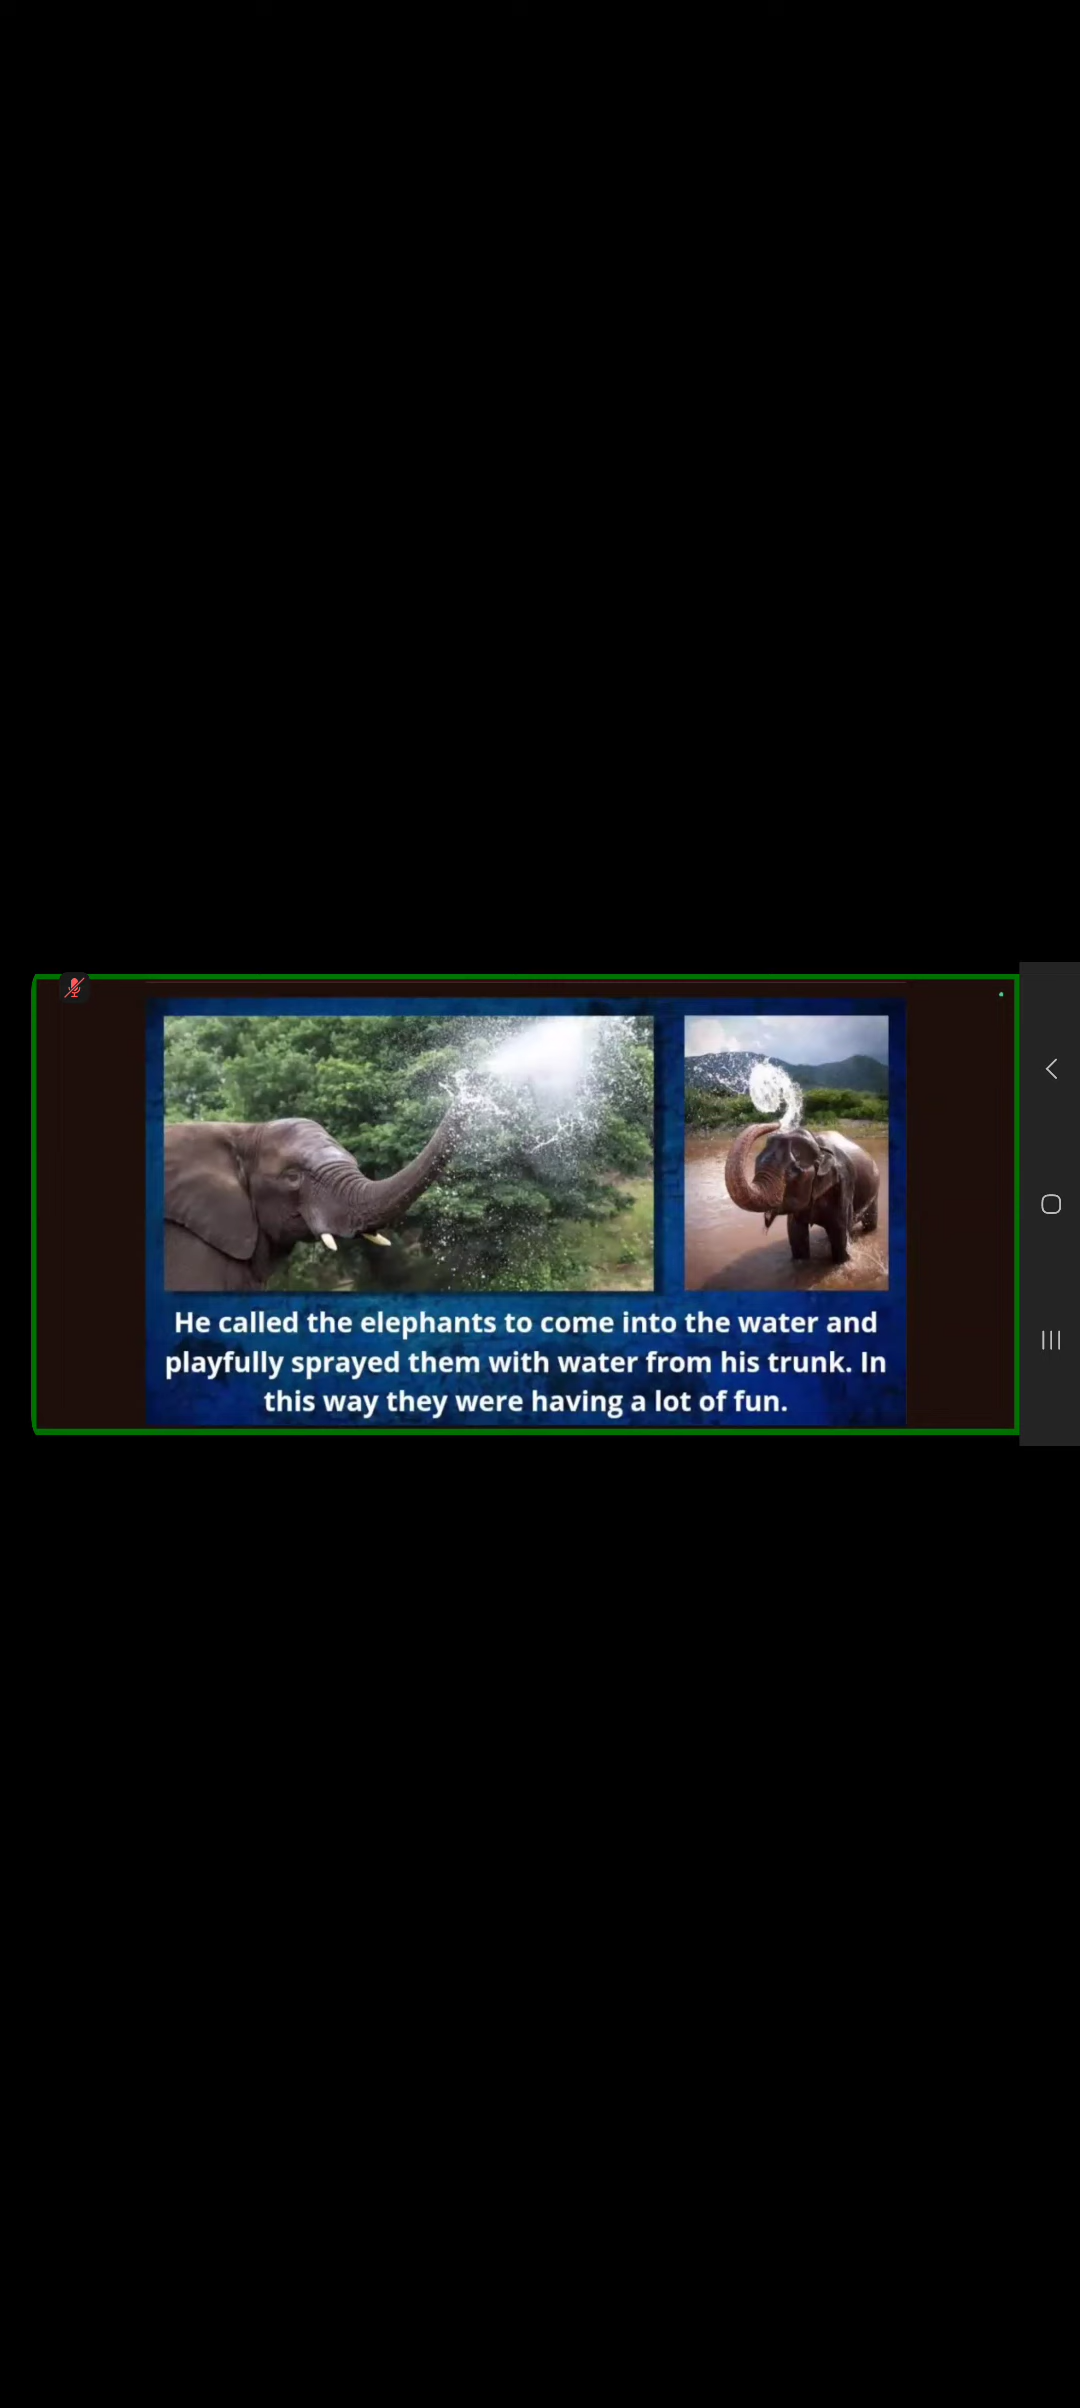 He called the elephants to come into the water and
playfully sprayed them with water from his trunk. In
this way they were having a lot of fun.